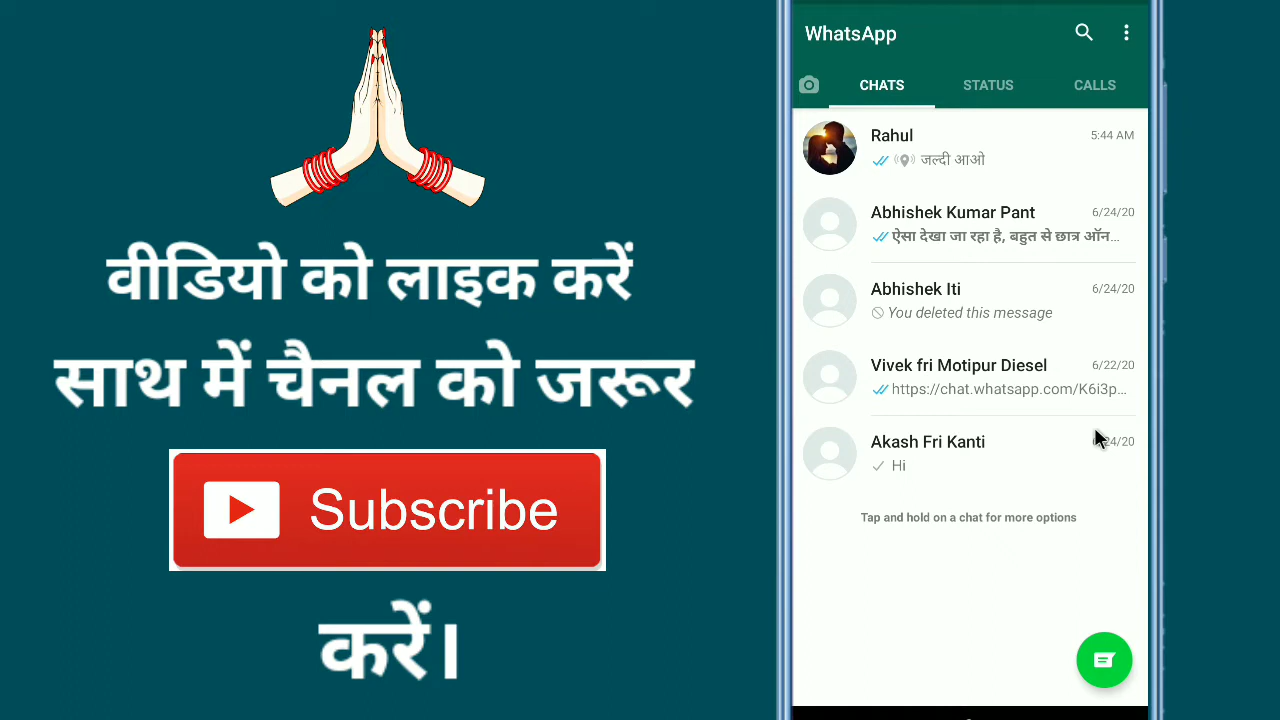 वीडियो को लाइक करें
साथ में चैनल को जरूर
Subscribe
करें।
WhatsApp
CHATS STATUS CALLS
Rahul 5:44 AM
जल्दी आओ
Abhishek Kumar Pant 6/24/20
ऐसा देखा जा रहा है, बहुत से छात्र ऑन...
Abhishek Iti 6/24/20
You deleted this message
Vivek fri Motipur Diesel 6/22/20
https://chat.whatsapp.com/K6i3p...
Akash Fri Kanti
Hi
Tap and hold on a chat for more options